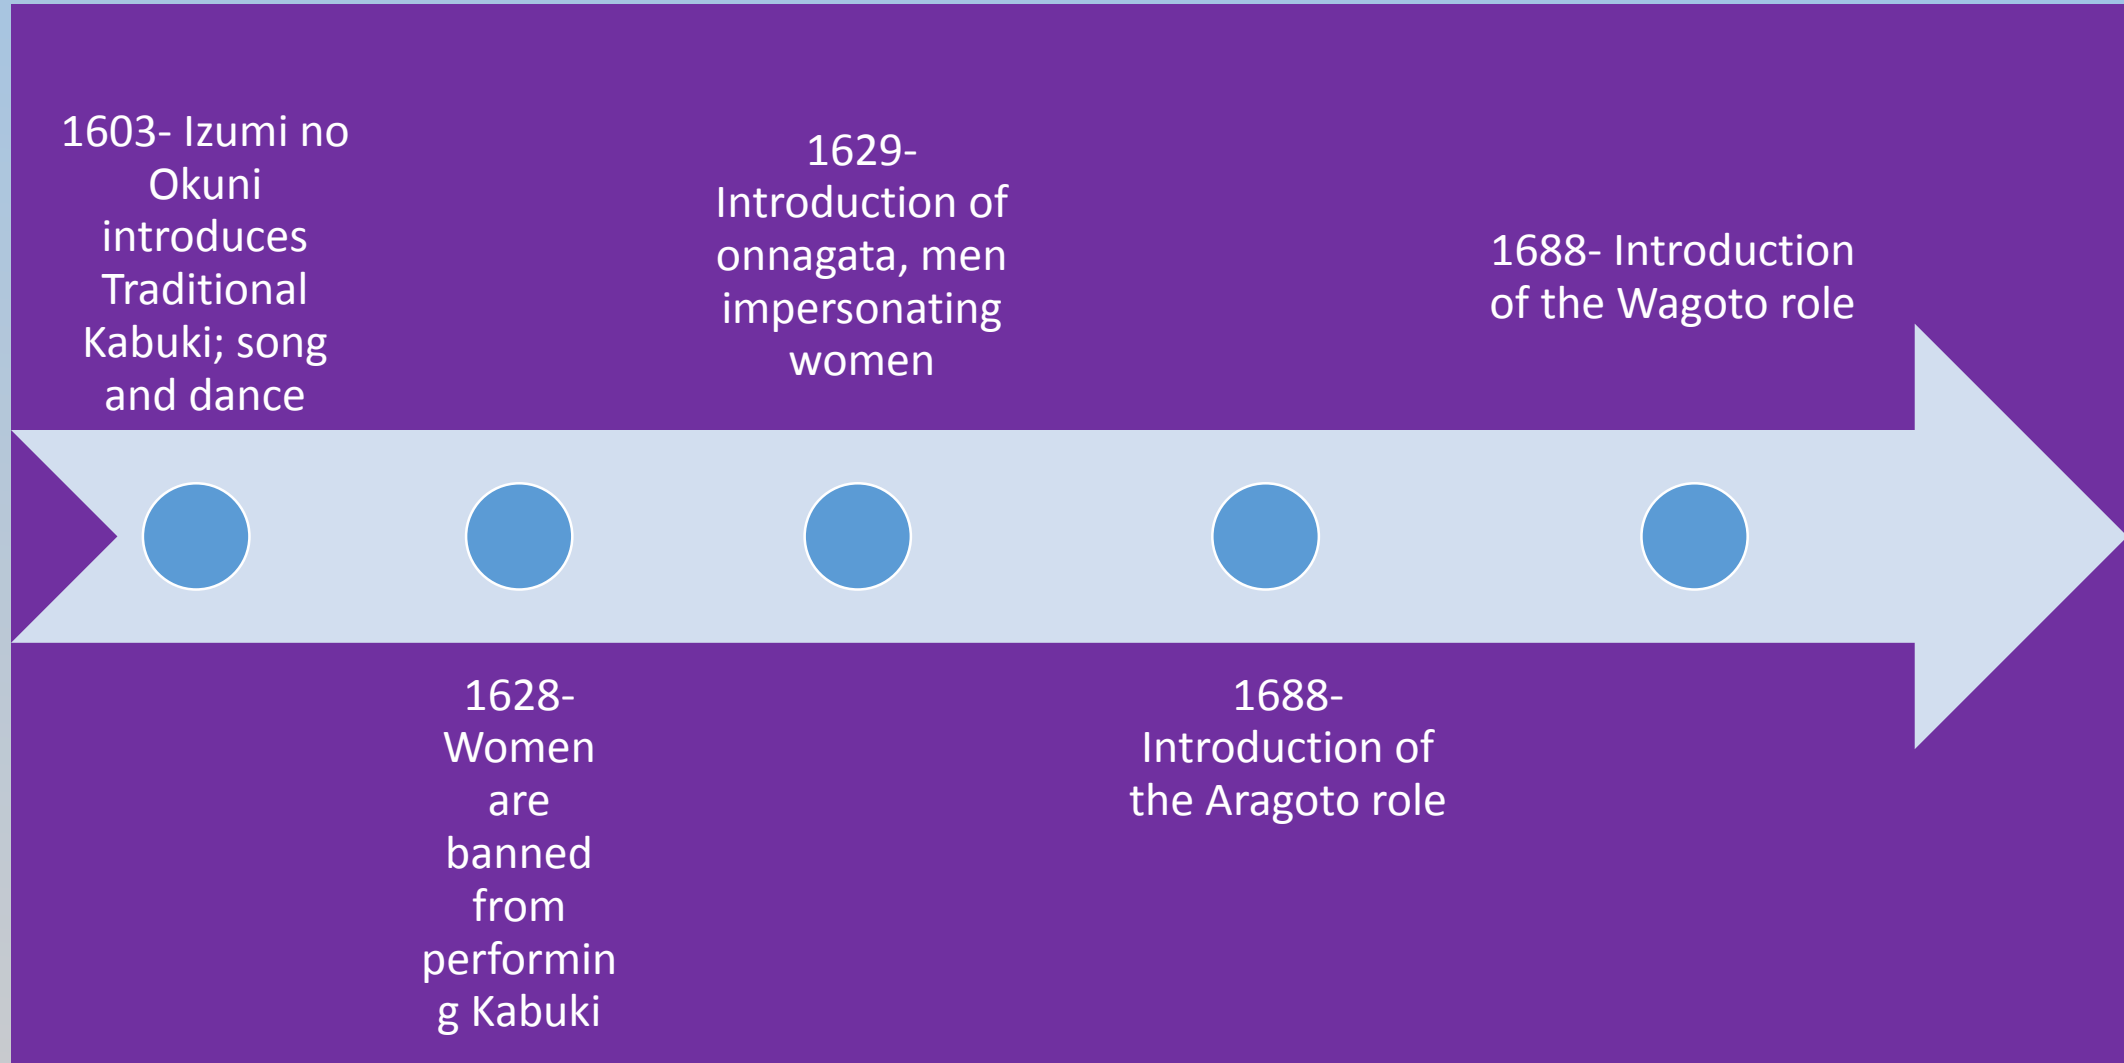 1603- Izumi no
Okuni
introduces
Traditional
Kabuki; song
and dance
1628-
Women
are
banned
from
performin
g Kabuki
1629-
Introduction of
onnagata, men
impersonating
women
1688-
Introduction of
the Aragoto role
1688- Introduction
of the Wagoto role